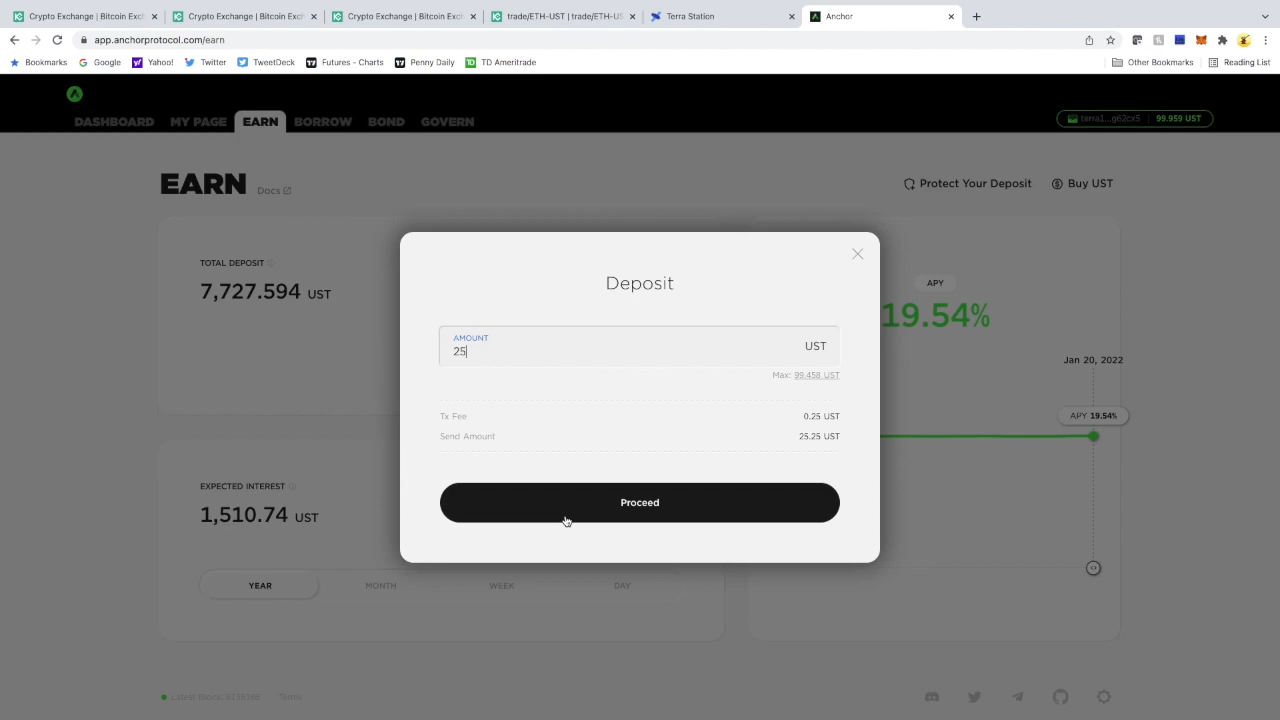 Crypto Exchange | Bitcoin Exch
Crypto Exchange | Bitcoin Exch
Crypto Exchange | Bitcoin Exch
trade/ETH-UST | trade/ETH-US
Terra Station
Anchor
app.anchorprotocol.com/earn
Bookmarks
Google
Yahoo!
Twitter
TweetDeck
Futures - Charts
Penny Daily
TD Ameritrade
Other Bookmarks
Reading List
DASHBOARD
MY PAGE
EARN
BORROW
BOND
GOVERN
terra1...g62cx5
99.959 UST
EARN
Docs
Protect Your Deposit
Buy UST
TOTAL DEPOSIT
7,727.594 UST
APY
19.54%
Jan 20, 2022
APY 19.54%
Deposit
AMOUNT
25
UST
Max: 99.458 UST
Tx Fee
0.25 UST
Send Amount
25.25 UST
Proceed
EXPECTED INTEREST
1,510.74 UST
YEAR
MONTH
WEEK
DAY
Latest Block:
Terms